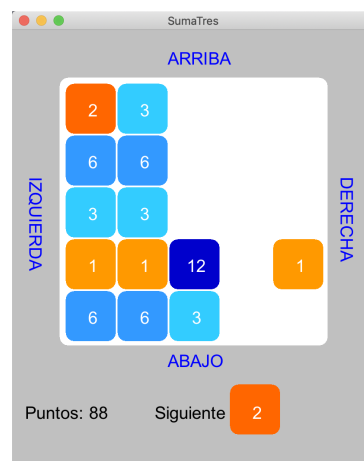 SumaTres
ARRIBA
2 3
6 6
3 3
IZQUIERDA
DERECHA
1 1 12 1
6 6 3
ABAJO
Puntos: 88 Siguiente 2